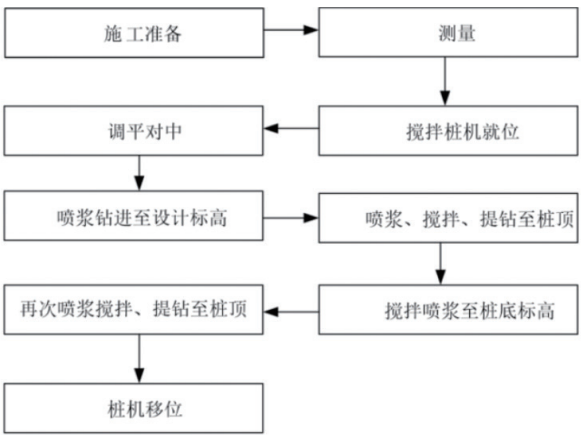 施工准备
测量
搅拌桩机就位
调平对中
喷浆钻进至设计标高
喷浆、搅拌、提钻至桩顶
搅拌喷浆至桩底标高
再次喷浆搅拌、提钻至桩顶
桩机移位